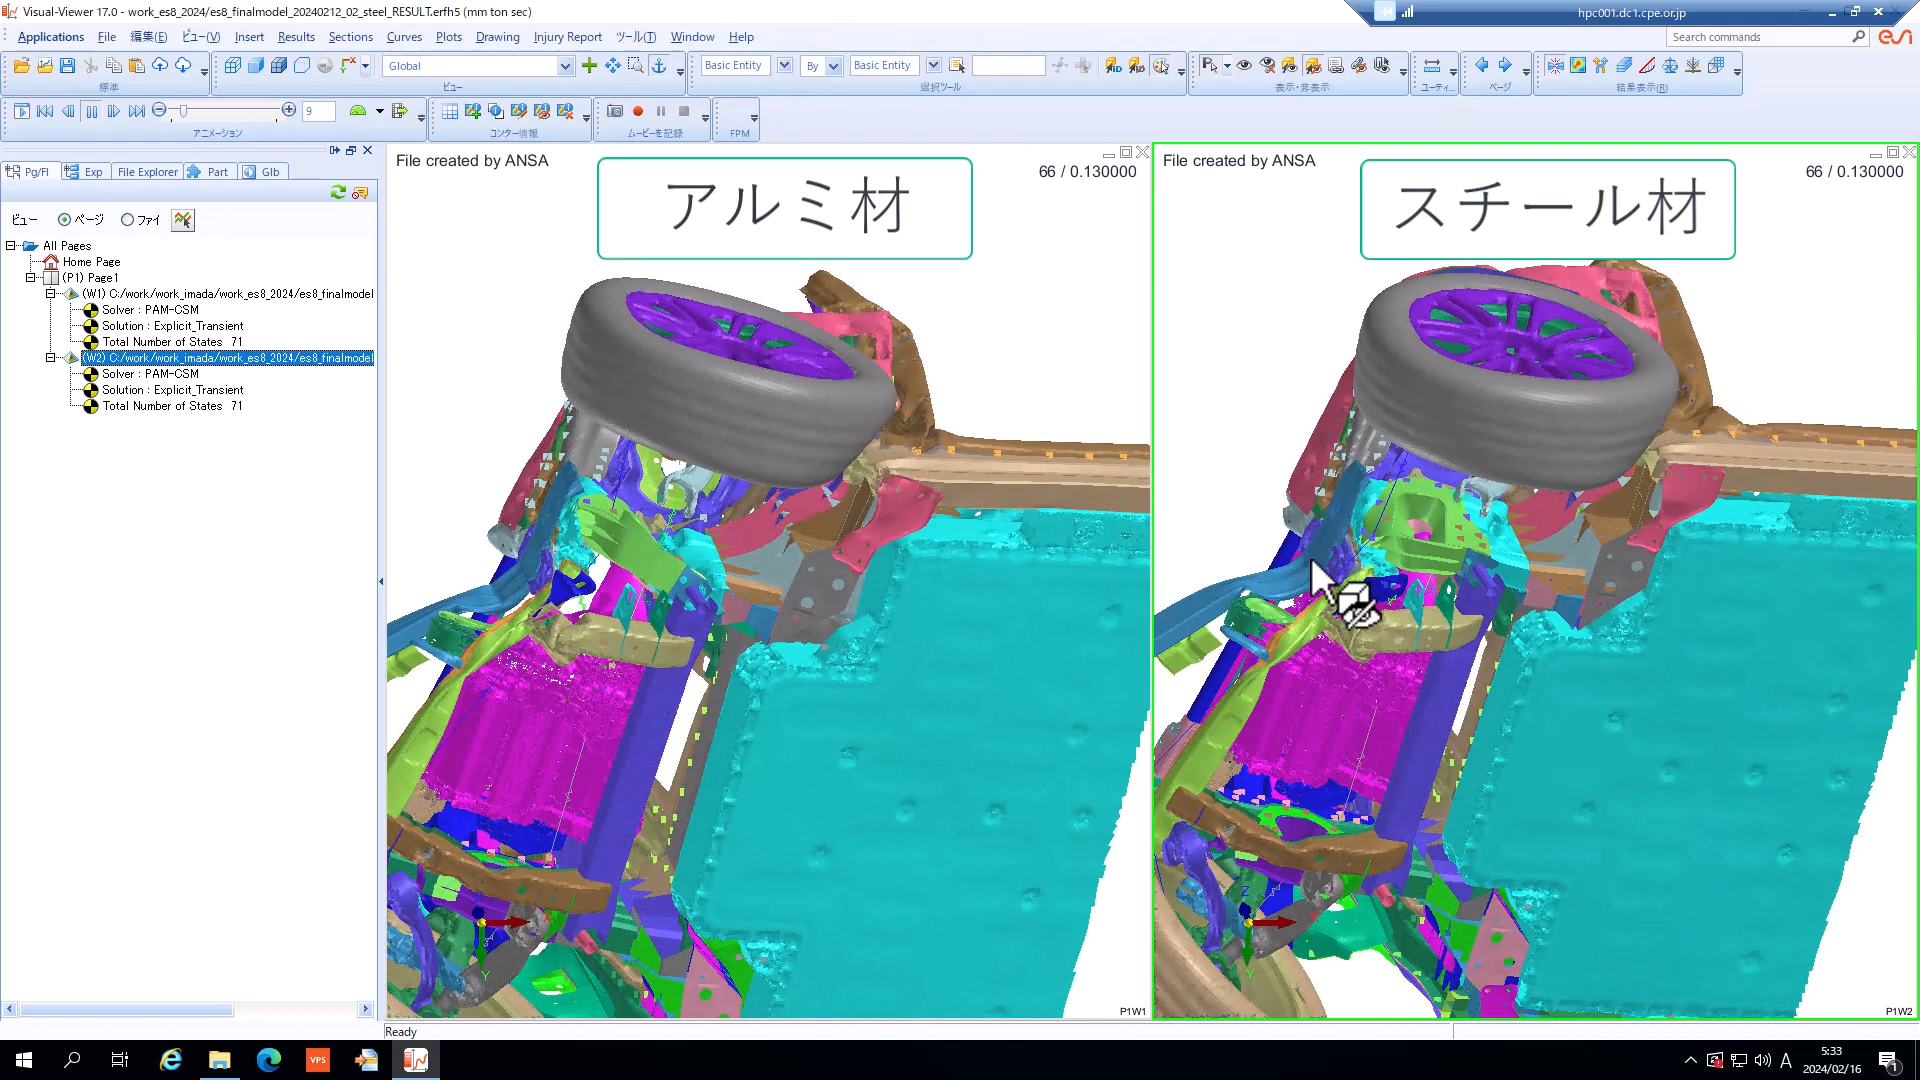 Visual-Viewer 17.0 - work_es8_2024/es8_finalmodel_20240212_02_steel_RESULT.erfh5 (mm ton sec)
hpc001.dc1.cpe.or.jp
Applications File 編集(E) ビュー(V) Insert Results Sections Curves Plots Drawing Injury Report ツール(T) Window Help
Search commands
esi
Global
Basic Entity
By
Basic Entity
標準
ビュー
選択ツール
表示・非表示
ユーティ...
ページ
結果表示(R)
9
アニメーション
コンター情報
ムービーを記録
FPM
Pg/Fl Exp File Explorer Part Glb
ビュー ページ ファイ
All Pages
Home Page
(P1) Page1
(W1) C:/work/work_imada/work_es8_2024/es8_finalmodel
Solver : PAM-CSM
Solution : Explicit_Transient
Total Number of States 71
(W2) C:/work/work_imada/work_es8_2024/es8_finalmodel
Solver : PAM-CSM
Solution : Explicit_Transient
Total Number of States 71
File created by ANSA
66 / 0.130000
アルミ材
Y
P1W1
File created by ANSA
66 / 0.130000
スチール材
Z
Y
P1W2
Ready
VPS
A
5:33
2024/02/16
1